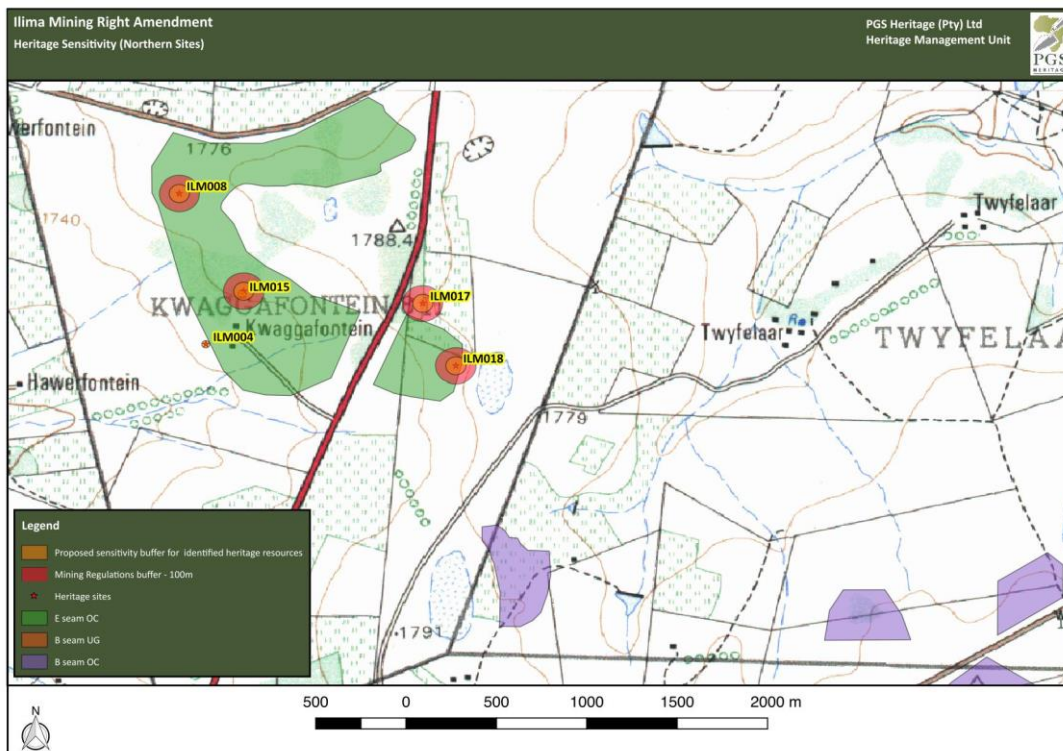 Ilima Mining Right Amendment
Heritage Sensitivity (Northern Sites)
PGS Heritage (Pty) Ltd
Heritage Management Unit
PGS
HERITAGE
werfontein
1776
ILM008
1740
1788,4
Twyfelaar
ILM015
ILM017
KWAGGAFONTEIN 8
Kwaggafontein
ILM004
Twyfelaar
TWYFELAA
ILM018
Hawerfontein
1779
1791
Legend
Proposed sensitivity buffer for identified heritage resources
Mining Regulations buffer - 100m
Heritage sites
E seam OC
B seam UG
B seam OC
500 0 500 1000 1500 2000 m
N